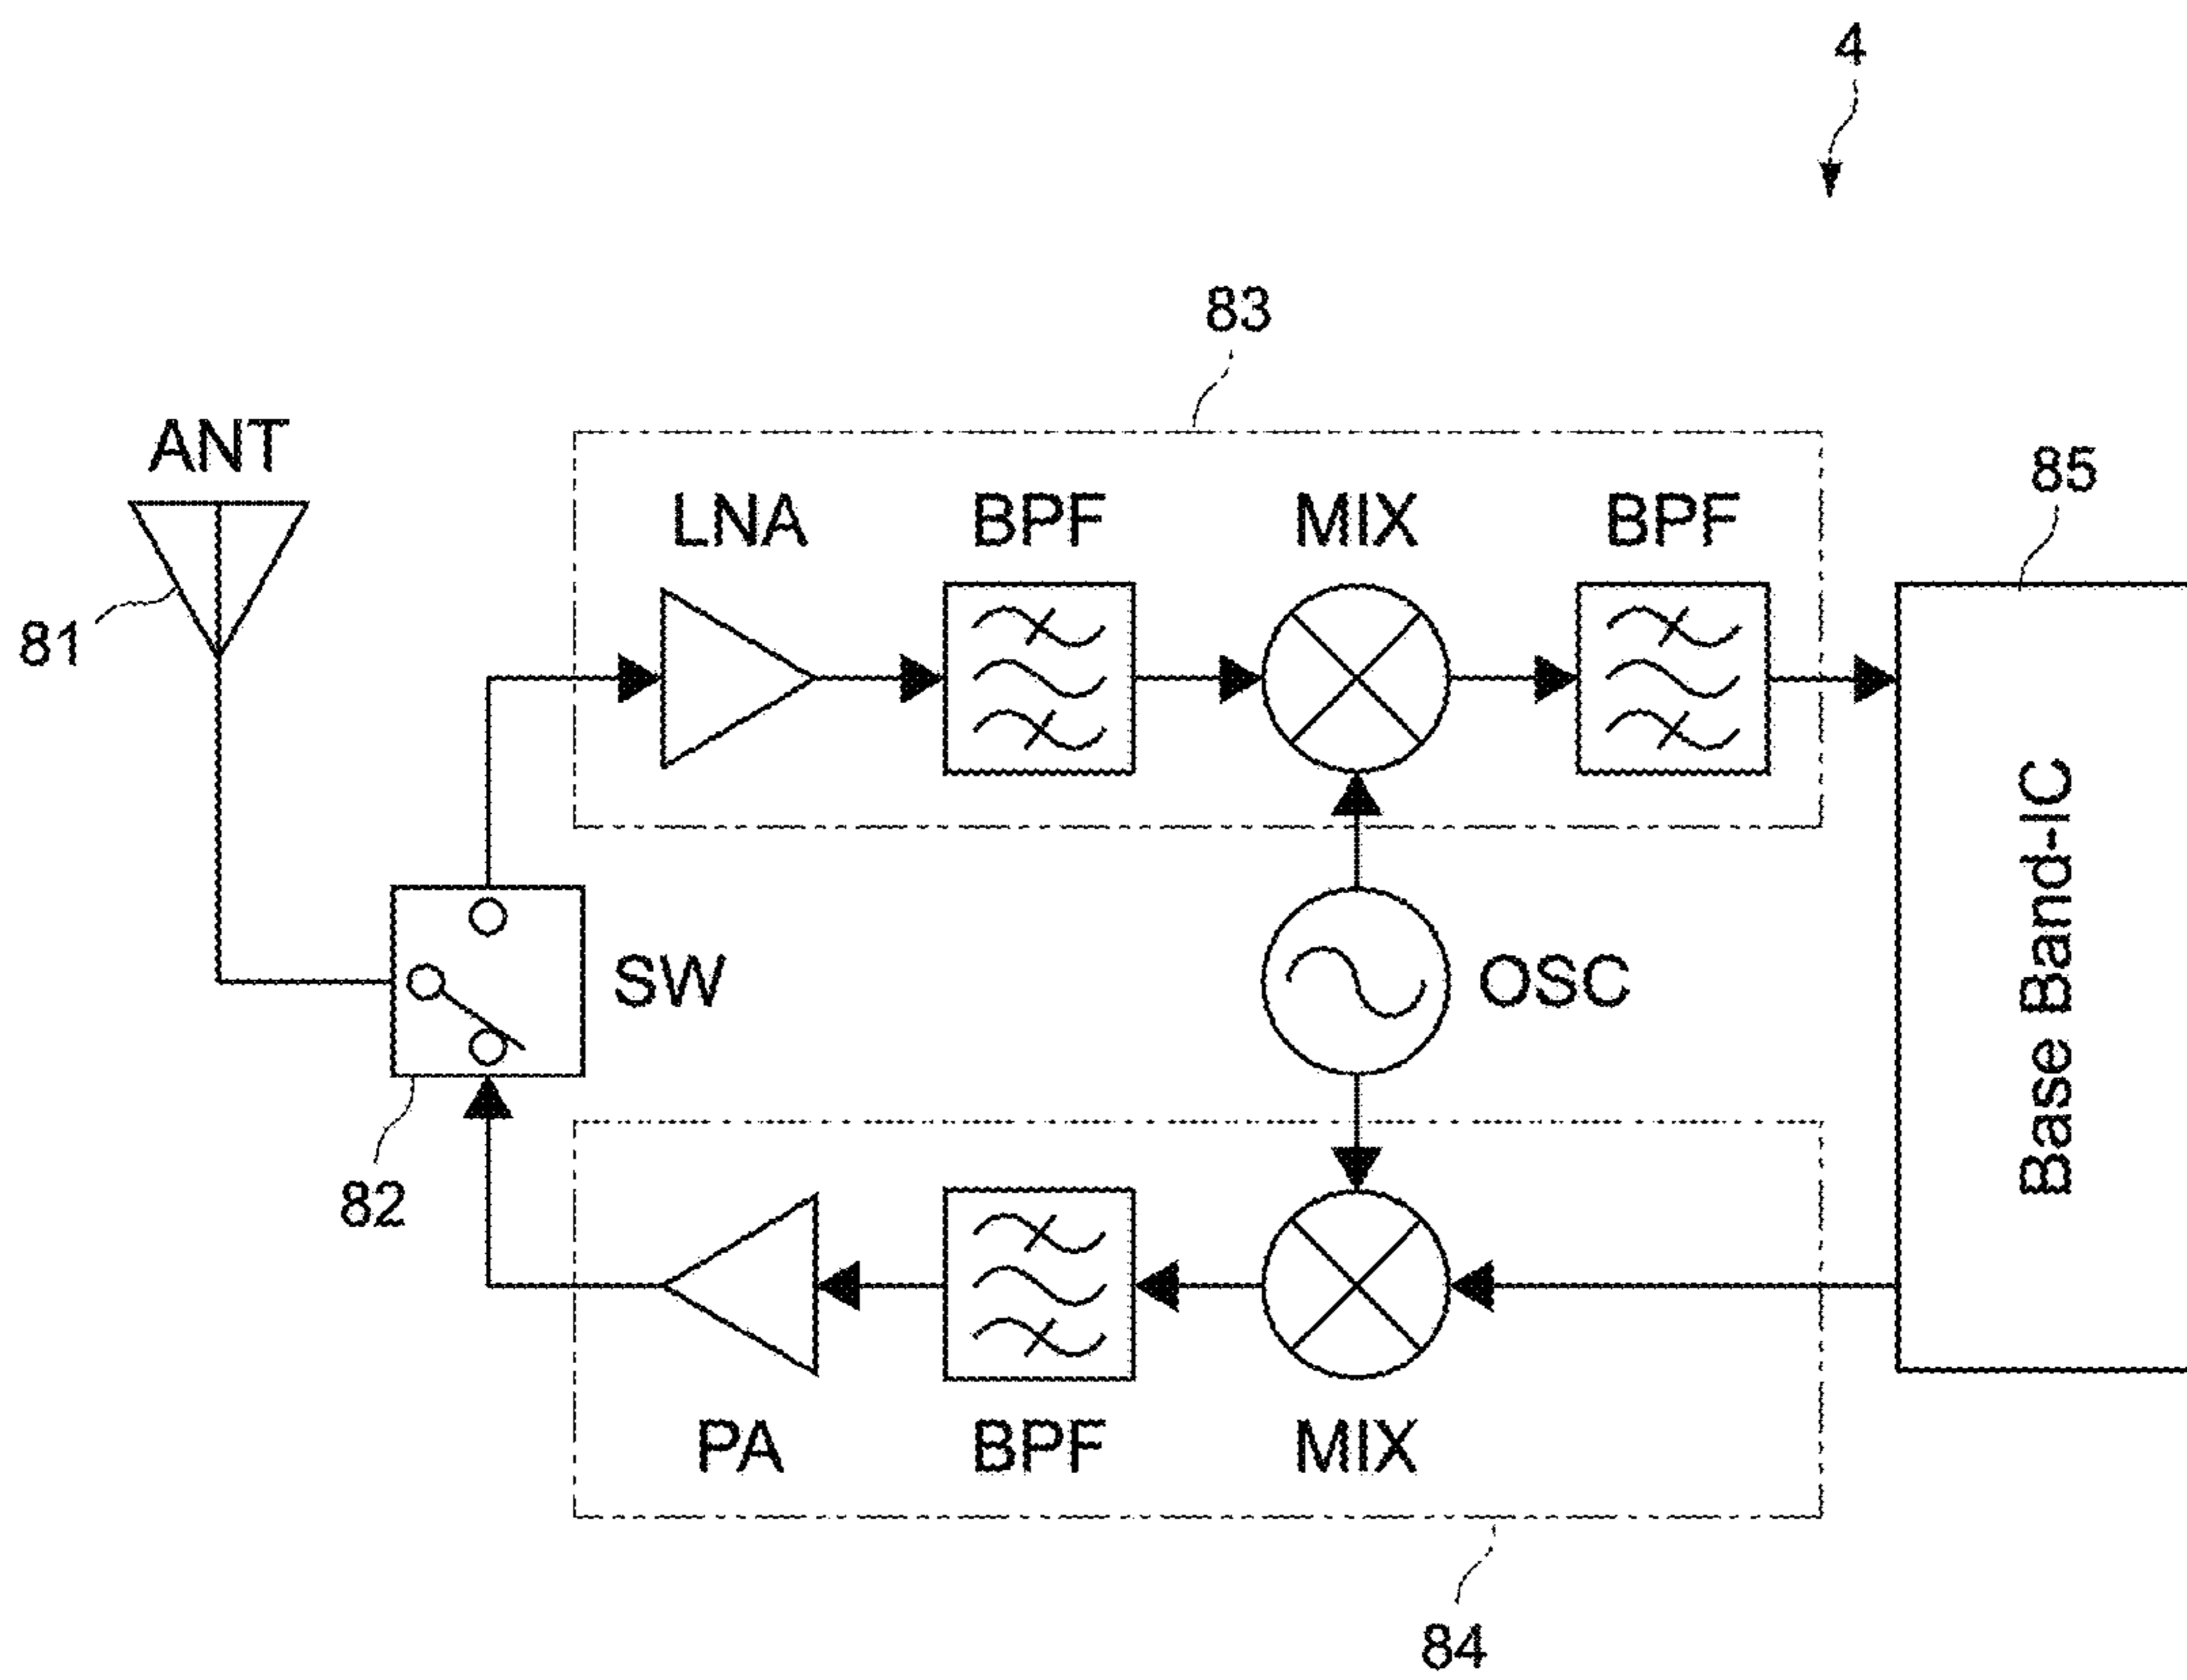 4
83
ANT
85
LNA
BPF
MIX
BPF
81
SW
OSC
Base Band-IC
82
PA
BPF
MIX
84